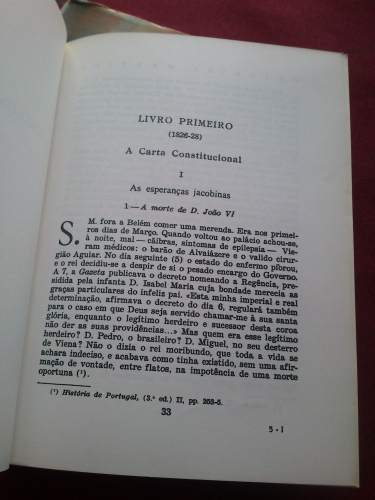 LIVRO PRIMEIRO
(1826-28)
A Carta Constitucional
I
As esperanças jacobinas
1 — A morte de D. João VI
S. M. fora a Belém comer uma merenda. Era nos primei-
ros dias de Março. Quando voltou ao palácio achou-se,
à noite, mal — cãibras, sintomas de epilepsia — Vie-
ram médicos: o barão de Alvaiázere e o valido cirur-
gião Aguiar. No dia seguinte (5) o estado do enfermo piorou,
e o rei decidiu-se a despir de si o pesado encargo do Governo.
A 7, a Gazeta publicava o decreto nomeando a Regência, pre-
sidida pela infanta D. Isabel Maria cuja bondade merecia as
graças particulares do infeliz pai. «Esta minha imperial e real
determinação, afirmava o decreto do dia 6, regulará também
para o caso em que Deus seja servido chamar-me à sua santa
glória, enquanto o legítimo herdeiro e sucessor desta coroa
não der as suas providências...» Mas quem era esse legítimo
herdeiro? D. Pedro, o brasileiro? D. Miguel, no seu desterro
de Viena? Não o dizia o rei moribundo, que toda a vida se
achara indeciso, e acabava como tinha existido, sem uma afir-
mação de vontade, entre flatos, na impotência de uma morte
oportuna (¹).
(¹) História de Portugal, (3.ª ed.) II, pp. 253-5.
33
3 - I